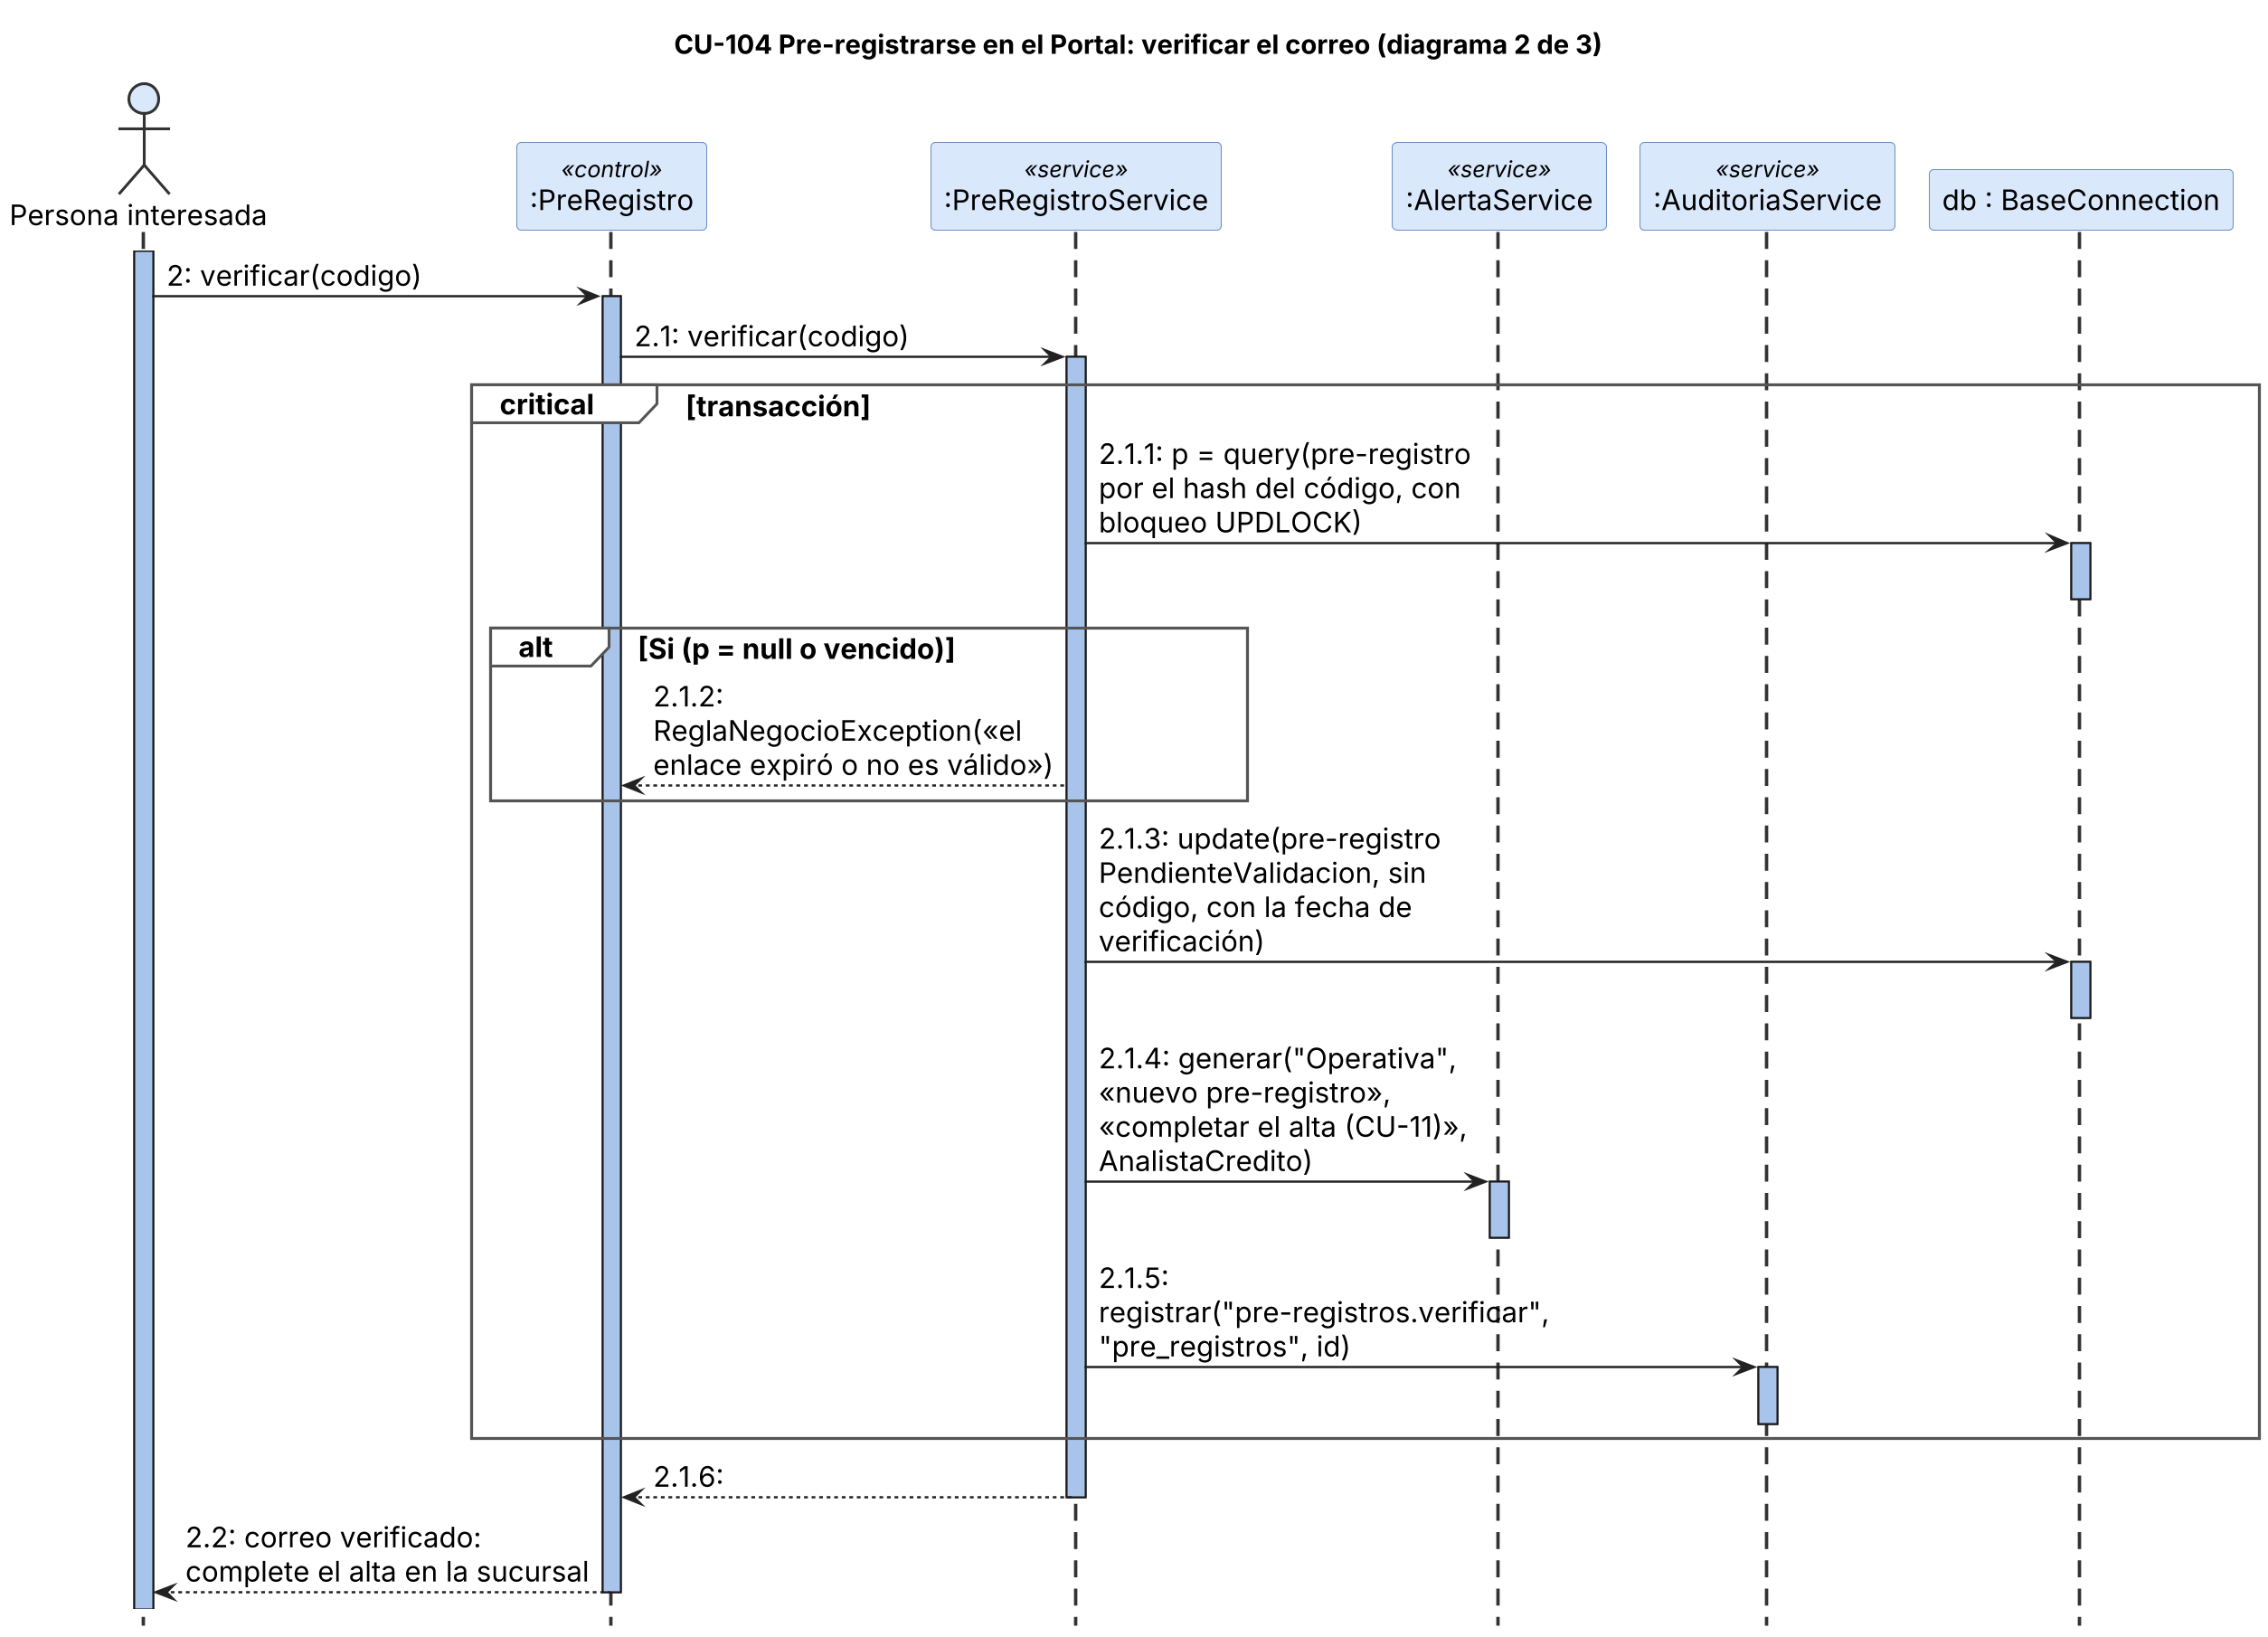 CU-104 Pre-registrarse en el Portal: verificar el correo (diagrama 2 de 3)
Persona interesada
«control»
:PreRegistro
«service»
:PreRegistroService
«service»
:AlertaService
«service»
:AuditoriaService
db : BaseConnection
2: verificar(codigo)
2.1: verificar(codigo)
critical [transacción]
2.1.1: p = query(pre-registro
por el hash del código, con
bloqueo UPDLOCK)
alt [Si (p = null o vencido)]
2.1.2:
ReglaNegocioException(«el
enlace expiró o no es válido»)
2.1.3: update(pre-registro
PendienteValidacion, sin
código, con la fecha de
verificación)
2.1.4: generar("Operativa",
«nuevo pre-registro»,
«completar el alta (CU-11)»,
AnalistaCredito)
2.1.5:
registrar("pre-registros.verificar",
"pre_registros", id)
2.1.6:
2.2: correo verificado:
complete el alta en la sucursal